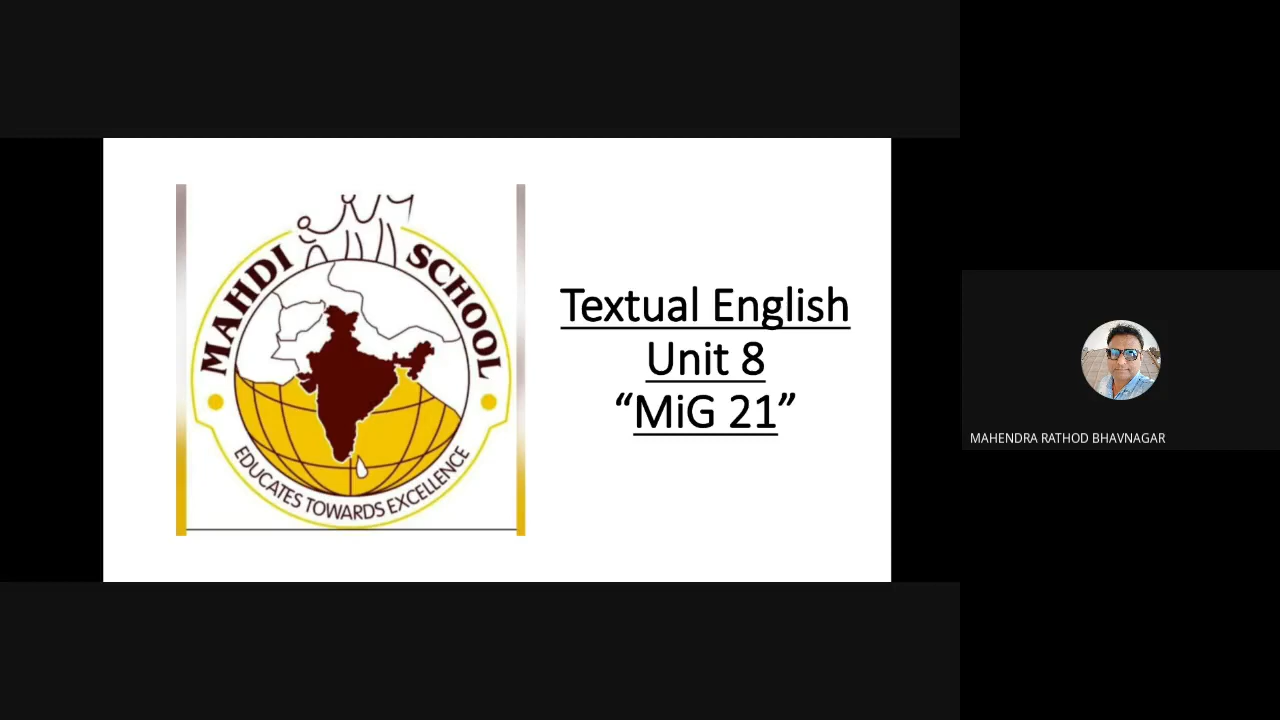 MAHDI SCHOOL
EDUCATES TOWARDS EXCELLENCE
Textual English
Unit 8
“MiG 21”
MAHENDRA RATHOD BHAVNAGAR